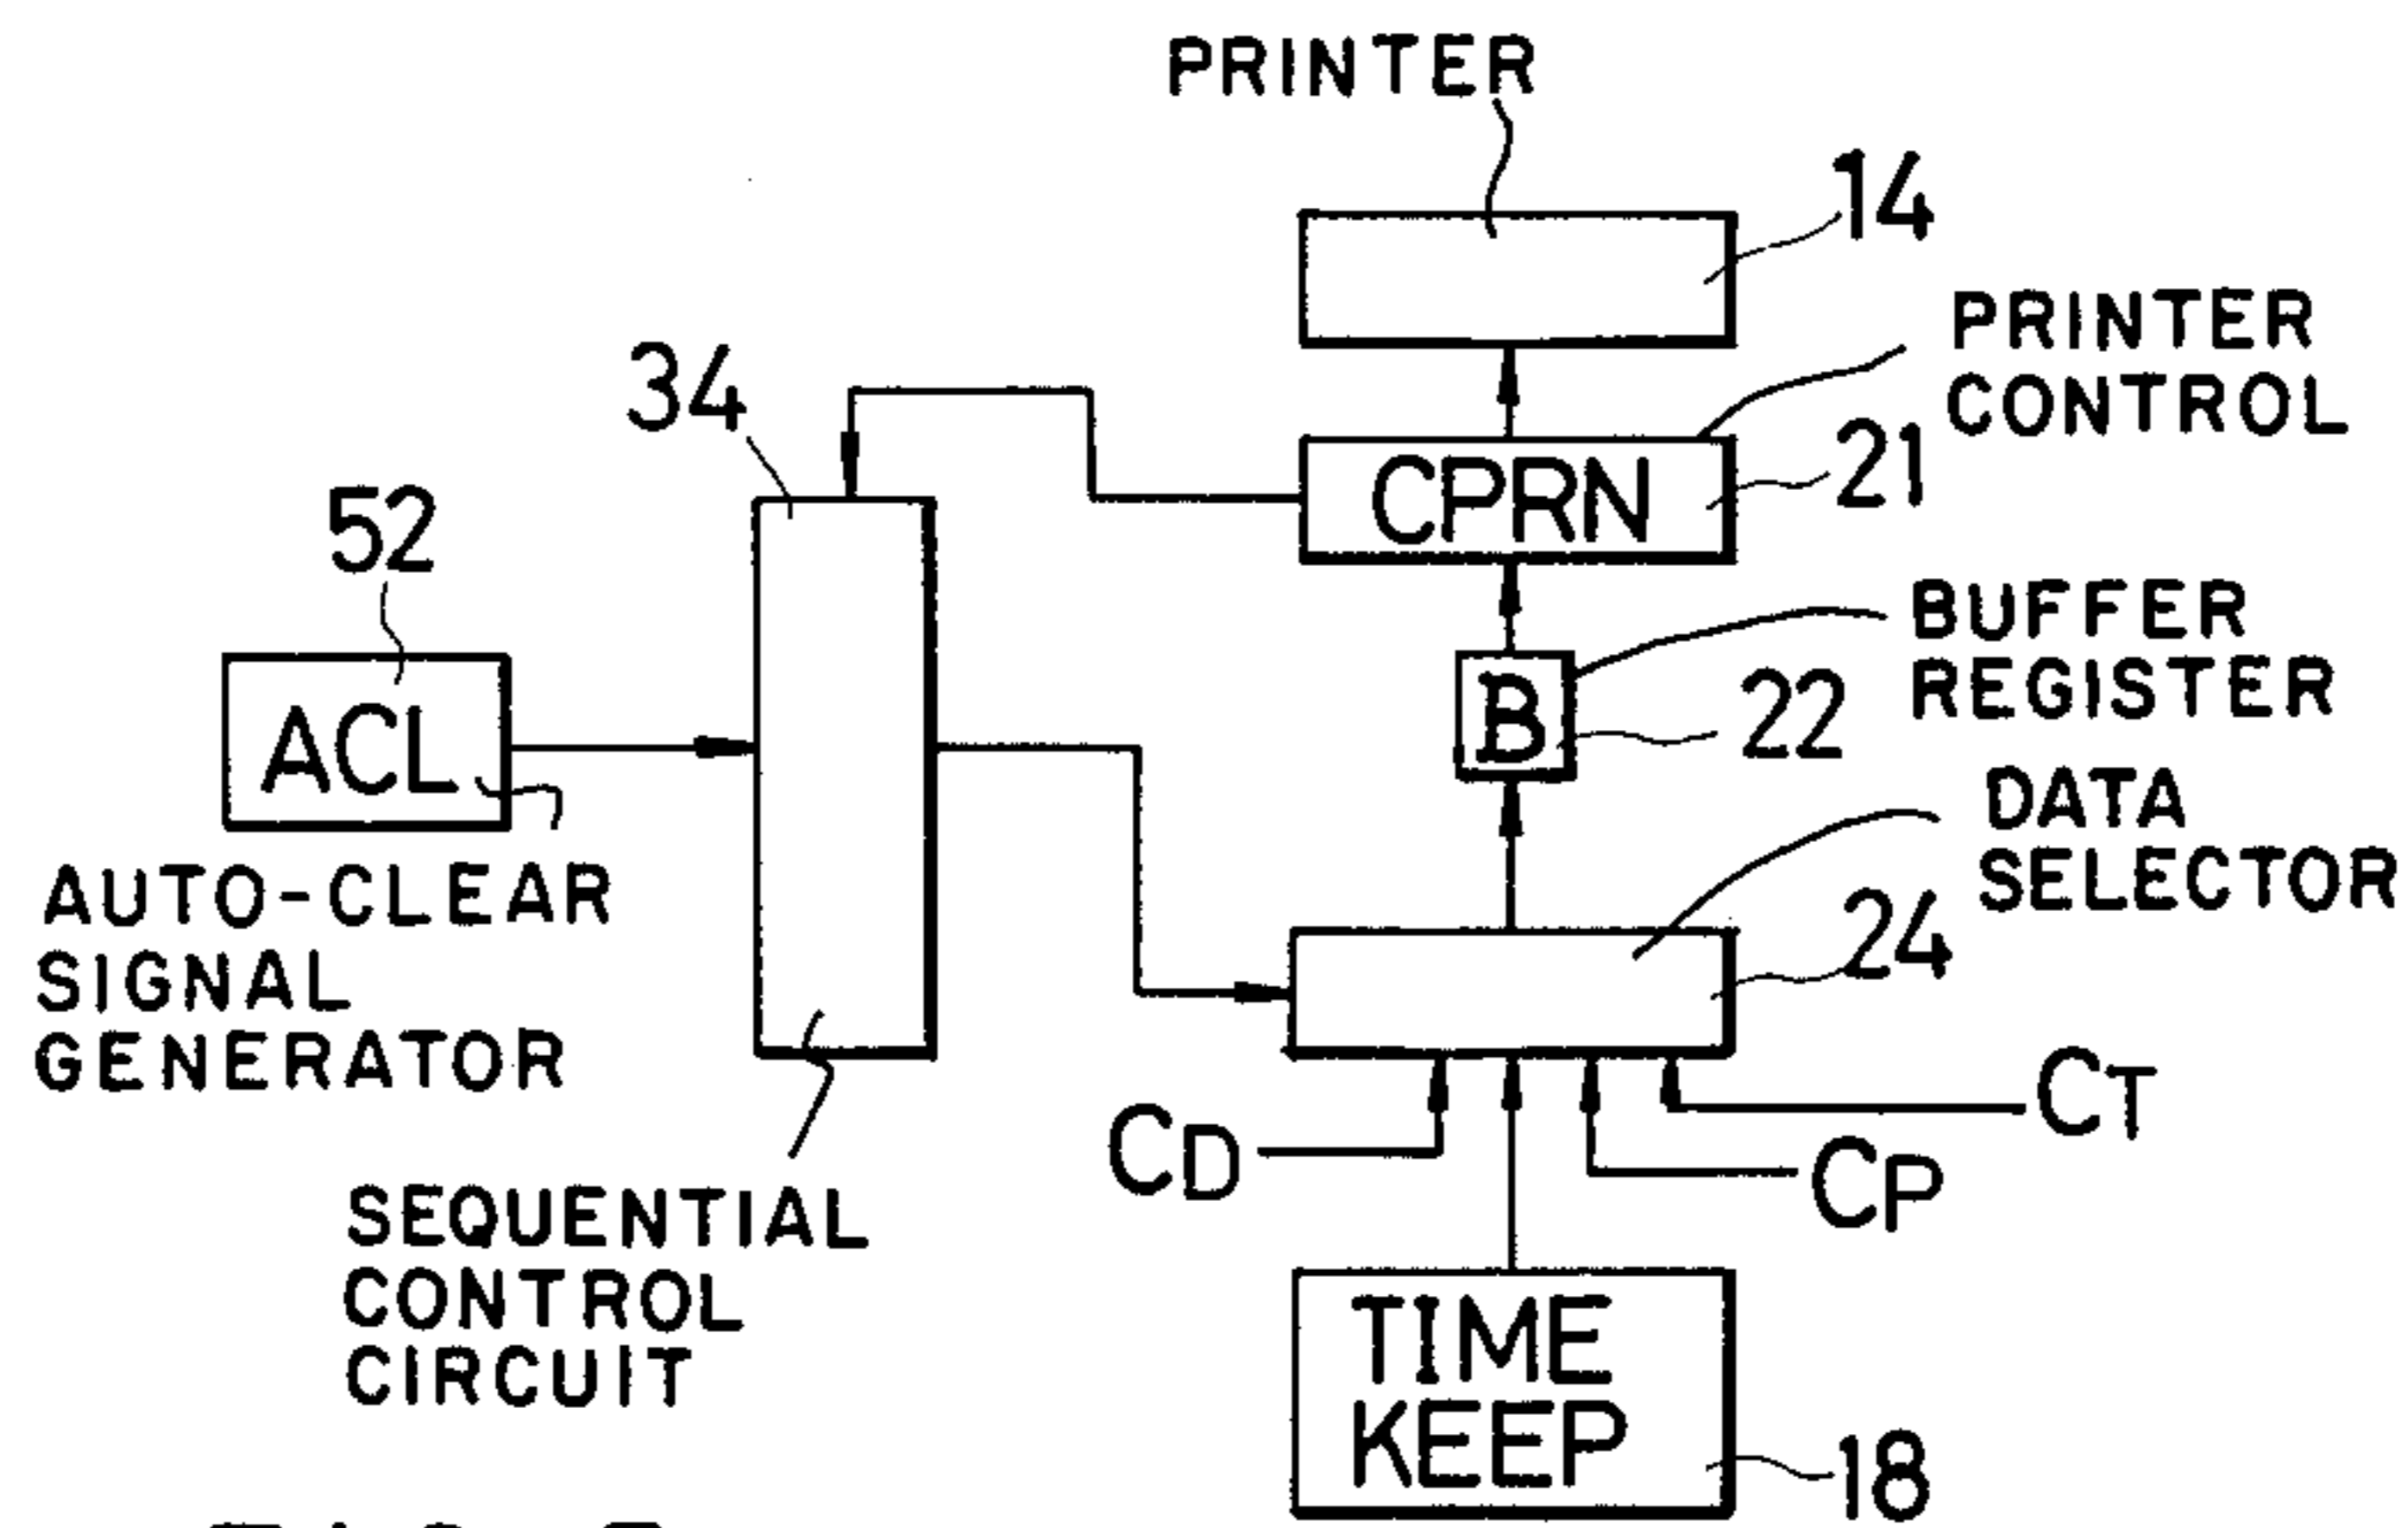 PRINTER
14
PRINTER
CONTROL
34
CPRN
21
52
BUFFER
REGISTER
ACL
B
22
DATA
SELECTOR
AUTO-CLEAR
SIGNAL
GENERATOR
24
CD
CT
CP
SEQUENTIAL
CONTROL
CIRCUIT
TIME
KEEP
18